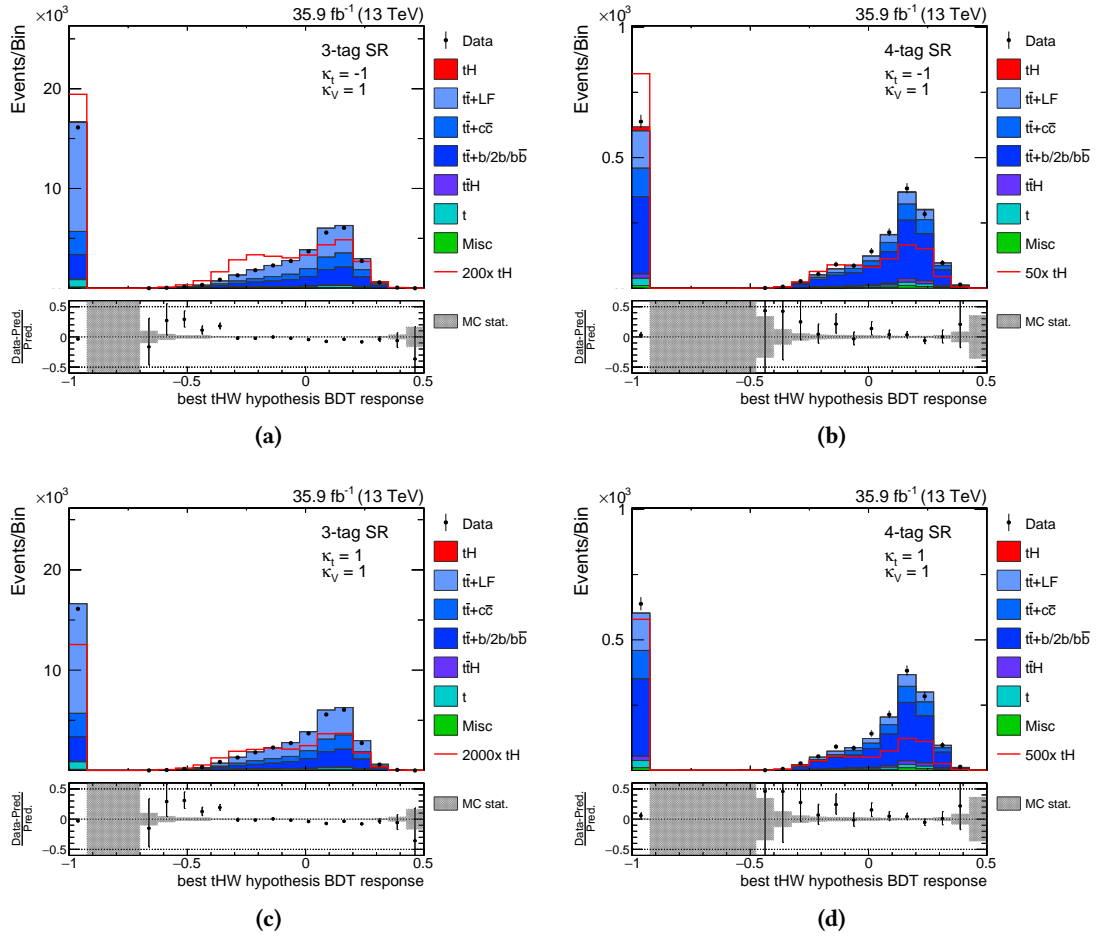 ×10³ 35.9 fb⁻¹ (13 TeV)
Events/Bin
20
10
3-tag SR
κt = -1
κV = 1
Data
tH
tt̄+LF
tt̄+cc̄
tt̄+b/2b/bb̄
tt̄H
t
Misc
200x tH
Data-Pred.
Pred.
0.5
0
−0.5
MC stat.
−1 −0.5 0 0.5
best tHW hypothesis BDT response
(a)
×10³ 35.9 fb⁻¹ (13 TeV)
Events/Bin
1
0.5
4-tag SR
κt = -1
κV = 1
Data
tH
tt̄+LF
tt̄+cc̄
tt̄+b/2b/bb̄
tt̄H
t
Misc
50x tH
Data-Pred.
Pred.
0.5
0
−0.5
MC stat.
−1 −0.5 0 0.5
best tHW hypothesis BDT response
(b)
×10³ 35.9 fb⁻¹ (13 TeV)
Events/Bin
20
10
3-tag SR
κt = 1
κV = 1
Data
tH
tt̄+LF
tt̄+cc̄
tt̄+b/2b/bb̄
tt̄H
t
Misc
2000x tH
Data-Pred.
Pred.
0.5
0
−0.5
MC stat.
−1 −0.5 0 0.5
best tHW hypothesis BDT response
(c)
×10³ 35.9 fb⁻¹ (13 TeV)
Events/Bin
1
0.5
4-tag SR
κt = 1
κV = 1
Data
tH
tt̄+LF
tt̄+cc̄
tt̄+b/2b/bb̄
tt̄H
t
Misc
500x tH
Data-Pred.
Pred.
0.5
0
−0.5
MC stat.
−1 −0.5 0 0.5
best tHW hypothesis BDT response
(d)